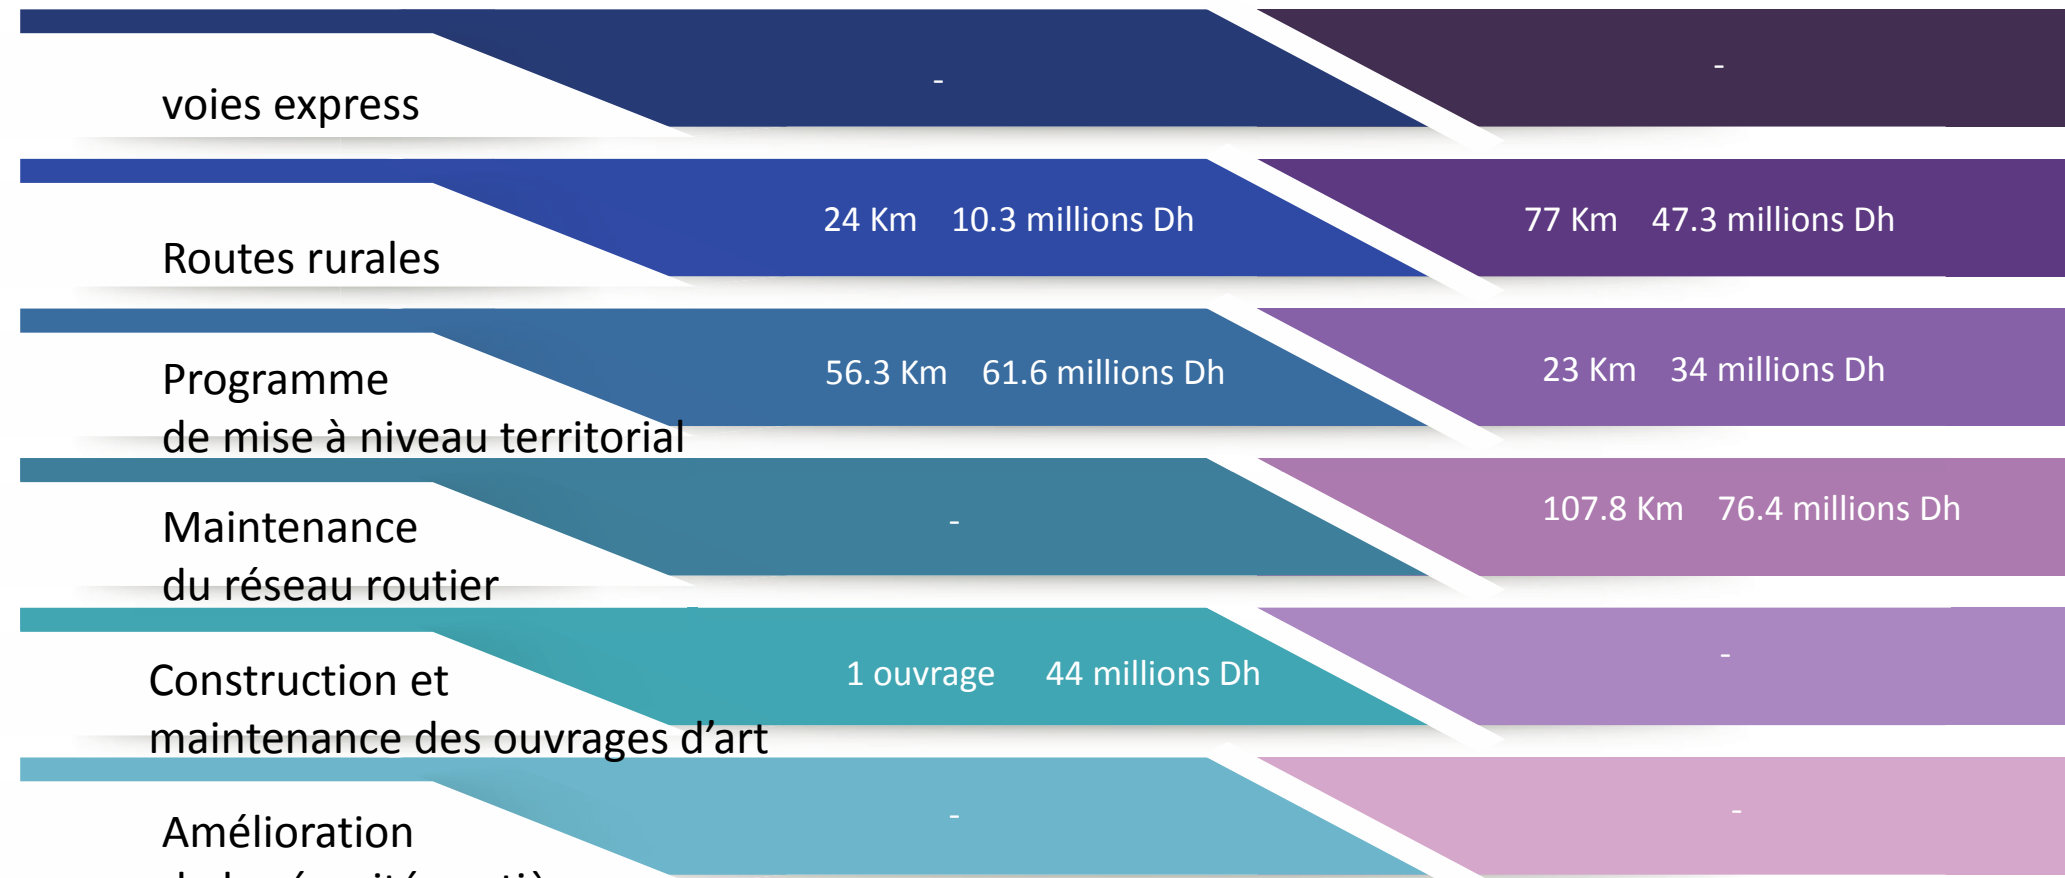 voies express
-
-
Routes rurales
24 Km 10.3 millions Dh
77 Km 47.3 millions Dh
Programme
de mise à niveau territorial
56.3 Km 61.6 millions Dh
23 Km 34 millions Dh
Maintenance
du réseau routier
-
107.8 Km 76.4 millions Dh
Construction et
maintenance des ouvrages d’art
1 ouvrage 44 millions Dh
-
Amélioration
-
-